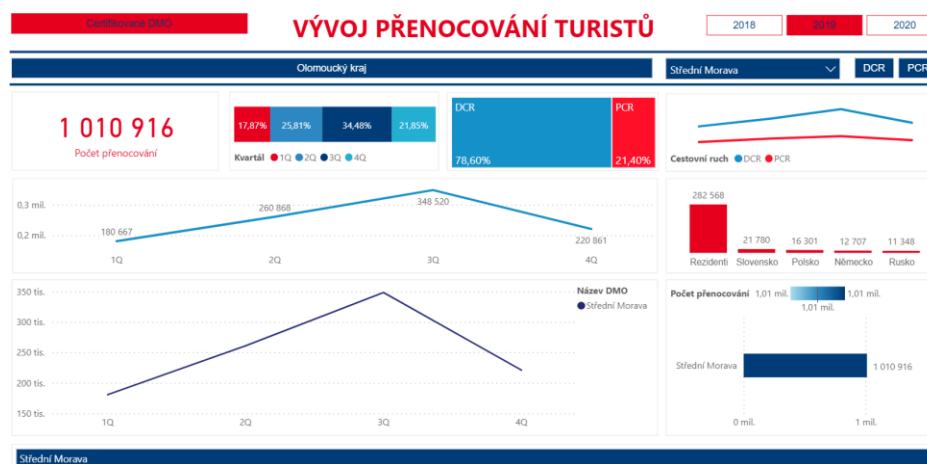 Certifikované DMO
VÝVOJ PŘENOCOVÁNÍ TURISTŮ
2018 2019 2020
Olomoucký kraj
Střední Morava
DCR PCR
1 010 916
Počet přenocování
17,87% 25,81% 34,48% 21,85%
Kvartál 1Q 2Q 3Q 4Q
DCR PCR
78,60% 21,40%
Cestovní ruch DCR PCR
0,3 mil.
0,2 mil.
180 667 260 868 348 520 220 861
1Q 2Q 3Q 4Q
282 568 21 780 16 301 12 707 11 348
Rezidenti Slovensko Polsko Německo Rusko
350 tis.
300 tis.
250 tis.
200 tis.
150 tis.
1Q 2Q 3Q 4Q
Název DMO
Střední Morava
Počet přenocování 1,01 mil. 1,01 mil.
1,01 mil.
Střední Morava 1 010 916
0 mil. 1 mil.
Střední Morava